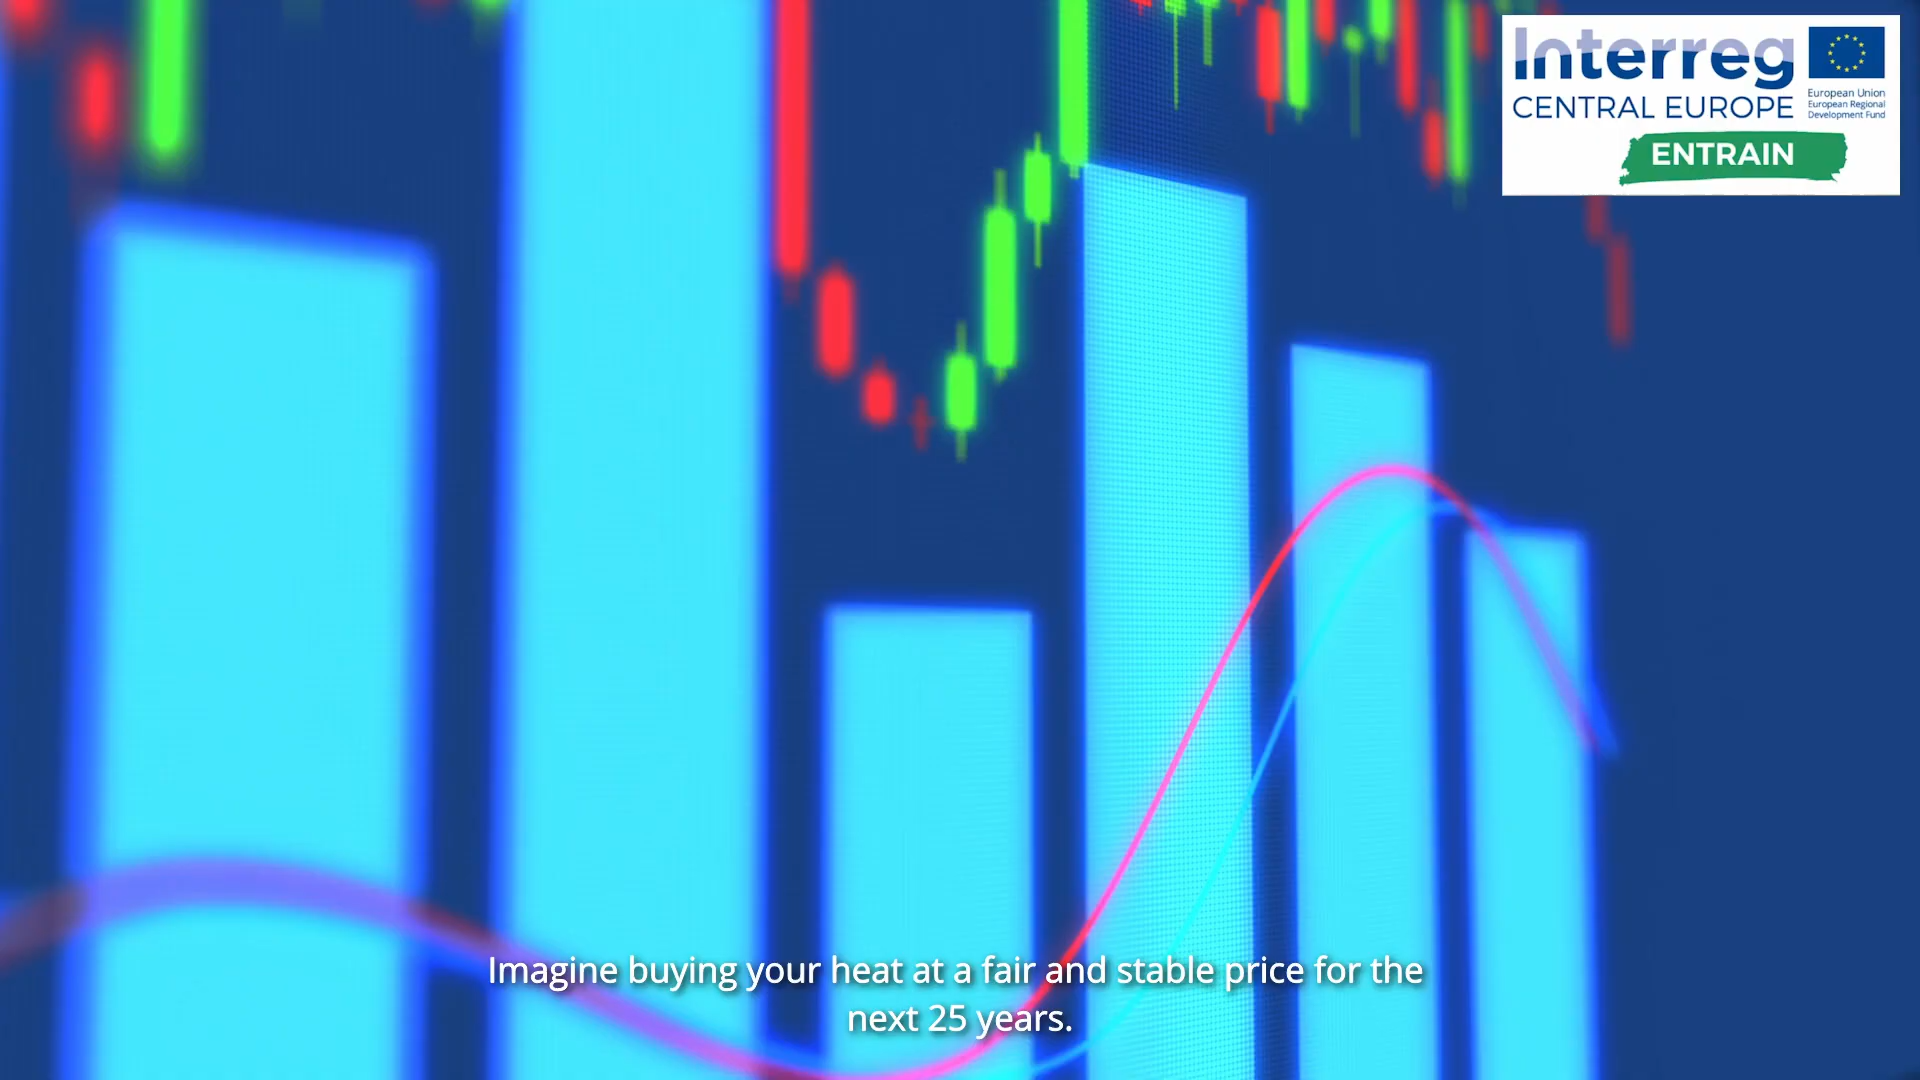 Interreg
CENTRAL EUROPE
European Union
European Regional
Development Fund
ENTRAIN
Imagine buying your heat at a fair and stable price for the
next 25 years.